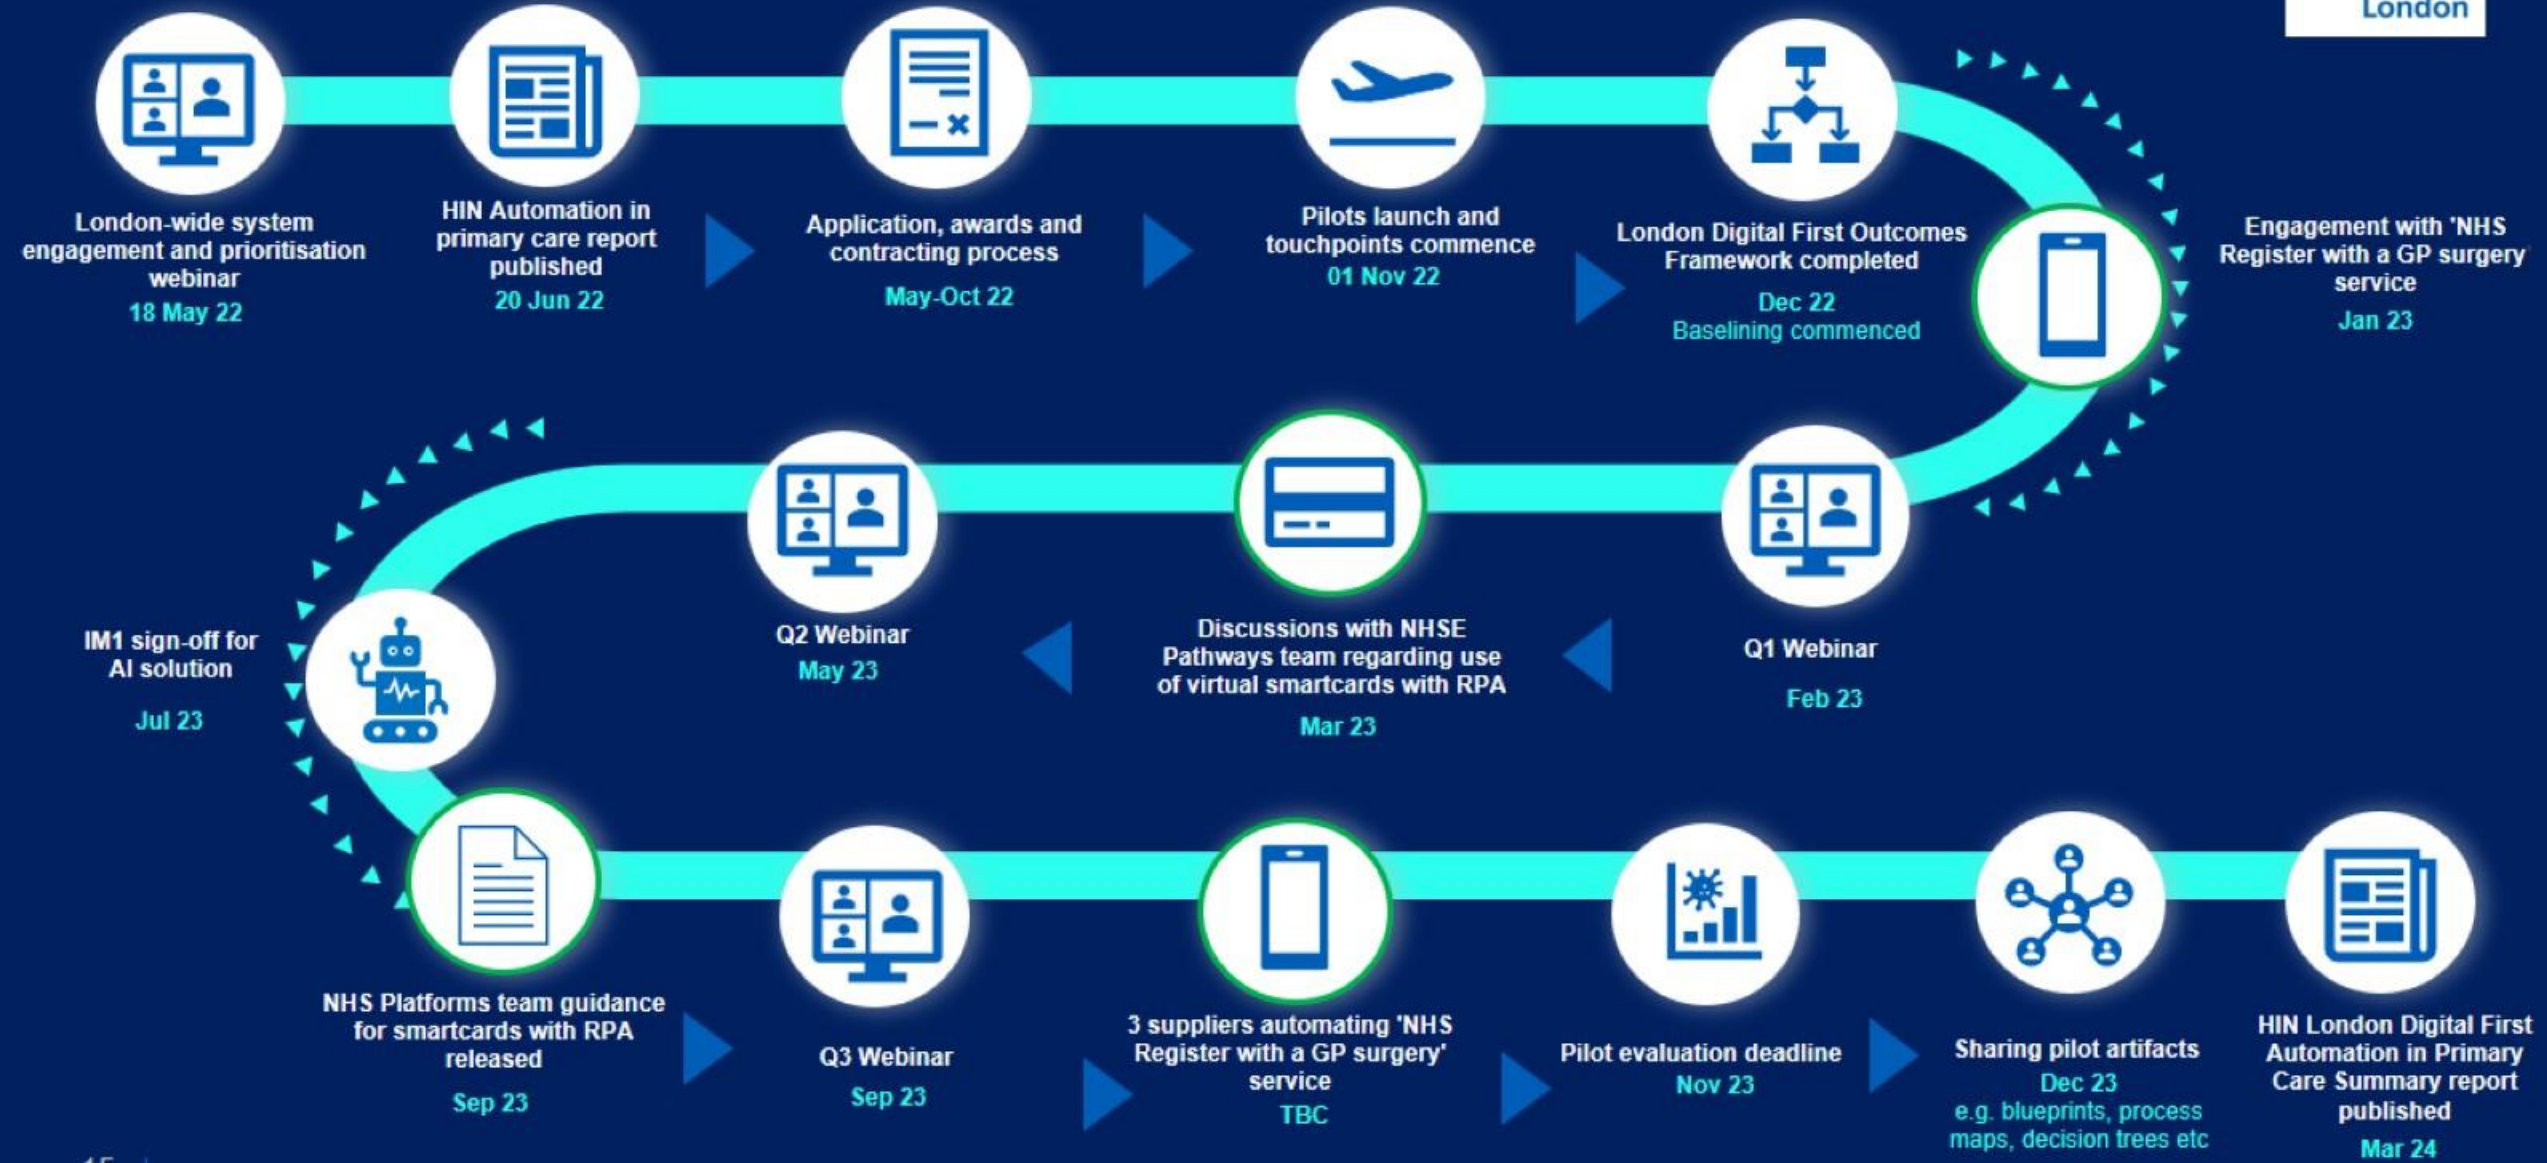 London
London-wide system
engagement and prioritisation
webinar
18 May 22
HIN Automation in
primary care report
published
20 Jun 22
Application, awards and
contracting process
May-Oct 22
Pilots launch and
touchpoints commence
01 Nov 22
London Digital First Outcomes
Framework completed
Dec 22
Baselining commenced
Engagement with 'NHS
Register with a GP surgery
service
Jan 23
Q1 Webinar
Feb 23
Discussions with NHSE
Pathways team regarding use
of virtual smartcards with RPA
Mar 23
Q2 Webinar
May 23
IM1 sign-off for
AI solution
Jul 23
NHS Platforms team guidance
for smartcards with RPA
released
Sep 23
Q3 Webinar
Sep 23
3 suppliers automating 'NHS
Register with a GP surgery'
service
TBC
Pilot evaluation deadline
Nov 23
Sharing pilot artifacts
Dec 23
e.g. blueprints, process
maps, decision trees etc
HIN London Digital First
Automation in Primary
Care Summary report
published
Mar 24